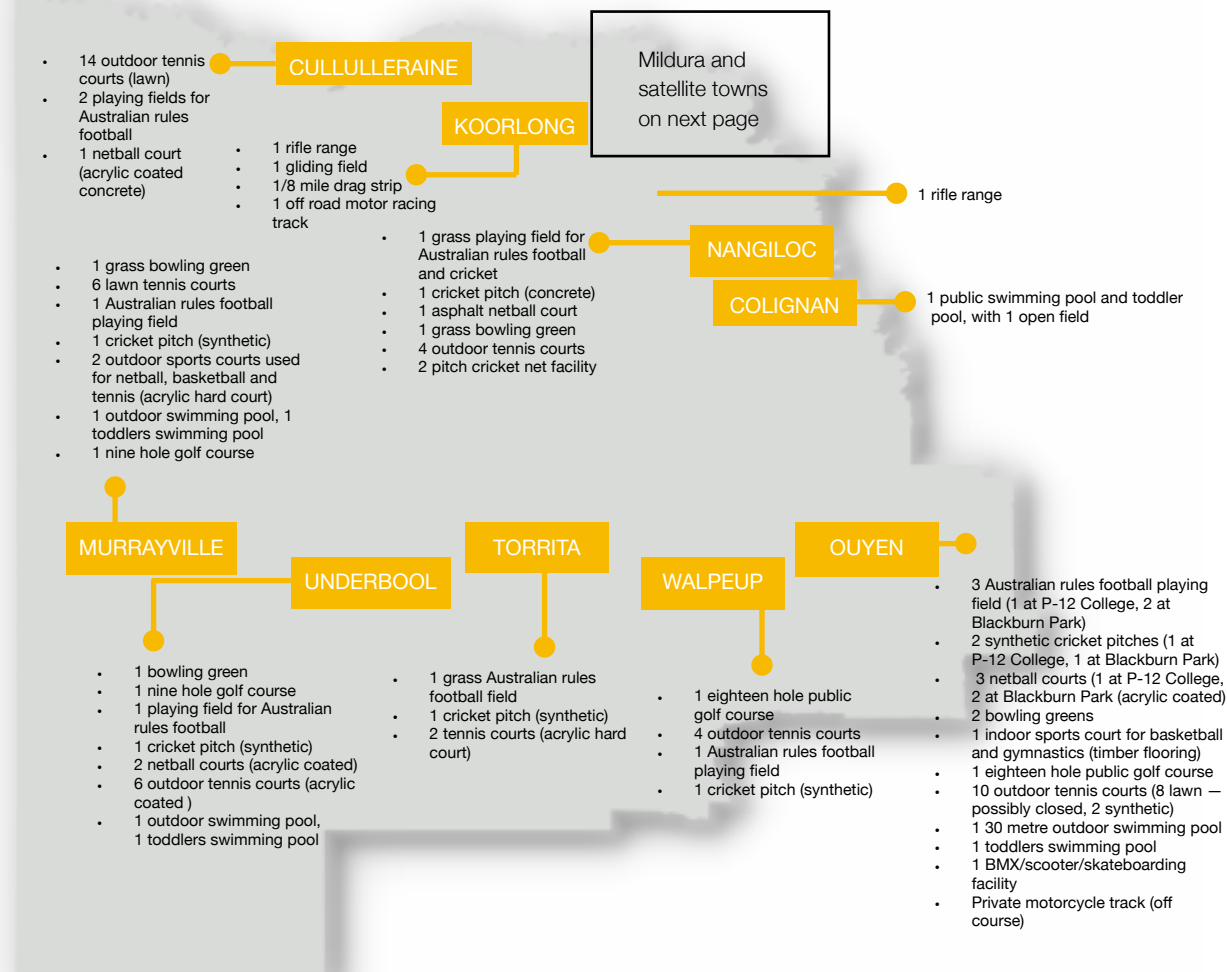 CULLULLERAINE
• 14 outdoor tennis
courts (lawn)
• 2 playing fields for
Australian rules
football
• 1 netball court
(acrylic coated
concrete)
Mildura and
satellite towns
on next page
KOORLONG
• 1 rifle range
• 1 gliding field
• 1/8 mile drag strip
• 1 off road motor racing
track
1 rifle range
NANGILOC
• 1 grass playing field for
Australian rules football
and cricket
• 1 cricket pitch (concrete)
• 1 asphalt netball court
• 1 grass bowling green
• 4 outdoor tennis courts
• 2 pitch cricket net facility
COLIGNAN
1 public swimming pool and toddler
pool, with 1 open field
• 1 grass bowling green
• 6 lawn tennis courts
• 1 Australian rules football
playing field
• 1 cricket pitch (synthetic)
• 2 outdoor sports courts used
for netball, basketball and
tennis (acrylic hard court)
• 1 outdoor swimming pool, 1
toddlers swimming pool
• 1 nine hole golf course
MURRAYVILLE
UNDERBOOL
• 1 bowling green
• 1 nine hole golf course
• 1 playing field for Australian
rules football
• 1 cricket pitch (synthetic)
• 2 netball courts (acrylic coated)
• 6 outdoor tennis courts (acrylic
coated )
• 1 outdoor swimming pool,
1 toddlers swimming pool
TORRITA
• 1 grass Australian rules
football field
• 1 cricket pitch (synthetic)
• 2 tennis courts (acrylic hard
court)
WALPEUP
• 1 eighteen hole public
golf course
• 4 outdoor tennis courts
• 1 Australian rules football
playing field
• 1 cricket pitch (synthetic)
OUYEN
• 3 Australian rules football playing
field (1 at P-12 College, 2 at
Blackburn Park)
• 2 synthetic cricket pitches (1 at
P-12 College, 1 at Blackburn Park)
• 3 netball courts (1 at P-12 College,
2 at Blackburn Park (acrylic coated)
• 2 bowling greens
• 1 indoor sports court for basketball
and gymnastics (timber flooring)
• 1 eighteen hole public golf course
• 10 outdoor tennis courts (8 lawn —
possibly closed, 2 synthetic)
• 1 30 metre outdoor swimming pool
• 1 toddlers swimming pool
• 1 BMX/scooter/skateboarding
facility
• Private motorcycle track (off
course)